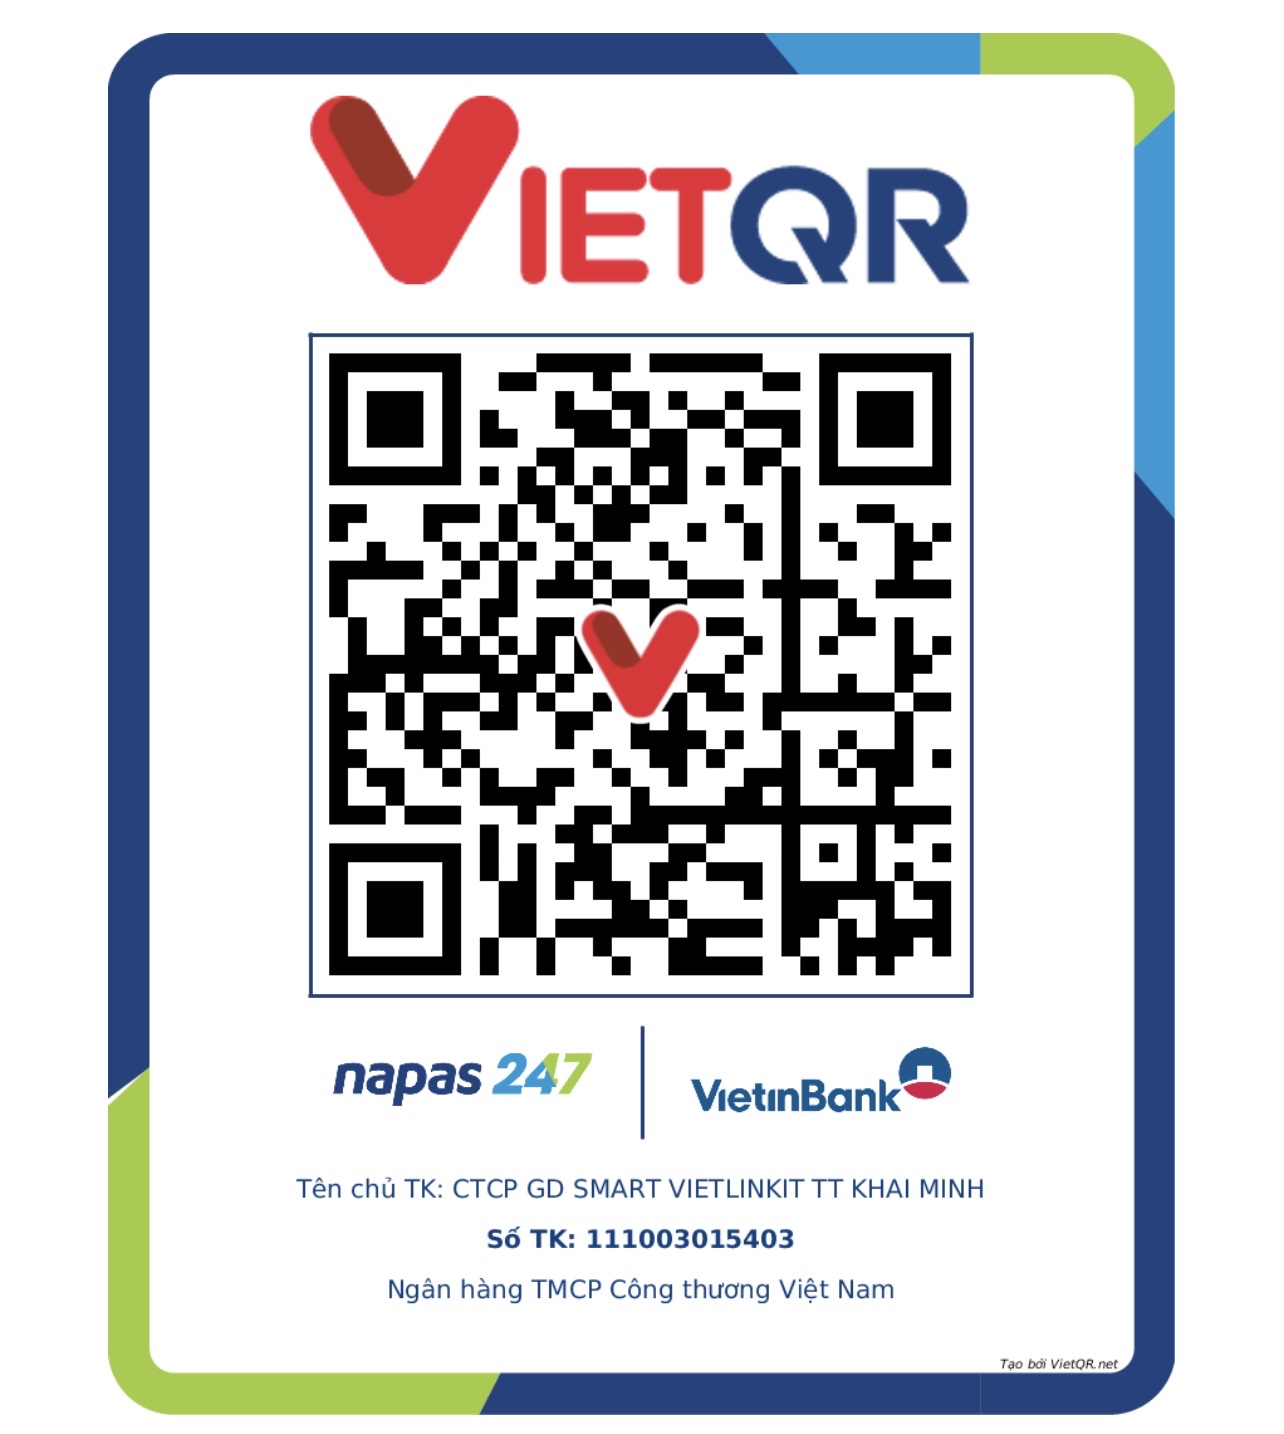 VIETQR
napas 247
VietinBank
Tên chủ TK: CTCP GD SMART VIETLINKIT TT KHAI MINH
Số TK: 111003015403
Ngân hàng TMCP Công thương Việt Nam
Tạo bởi VietQR.net